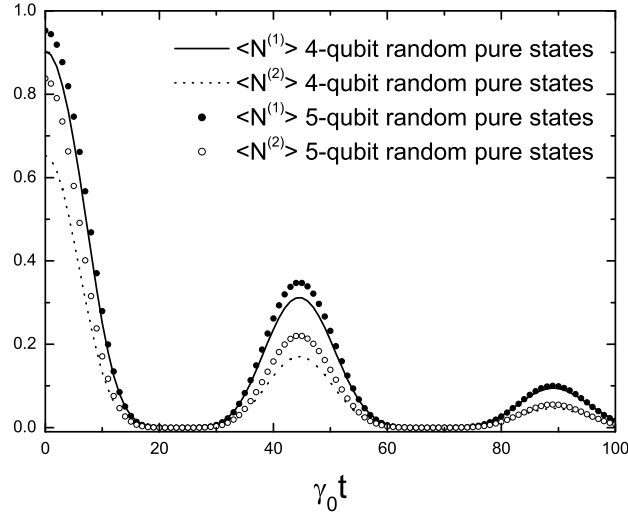 1.0
<N^(1)> 4-qubit random pure states
<N^(2)> 4-qubit random pure states
<N^(1)> 5-qubit random pure states
<N^(2)> 5-qubit random pure states
0.8
0.6
0.4
0.2
0.0
0 20 40 60 80 100
γ₀t